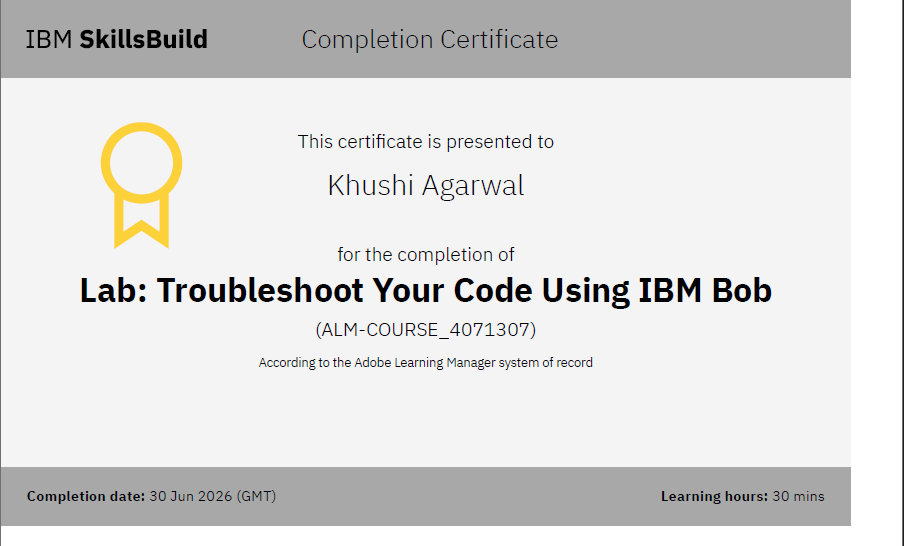 IBM SkillsBuild
Completion Certificate
This certificate is presented to
Khushi Agarwal
for the completion of
Lab: Troubleshoot Your Code Using IBM Bob
(ALM-COURSE_4071307)
According to the Adobe Learning Manager system of record
Completion date: 30 Jun 2026 (GMT)
Learning hours: 30 mins